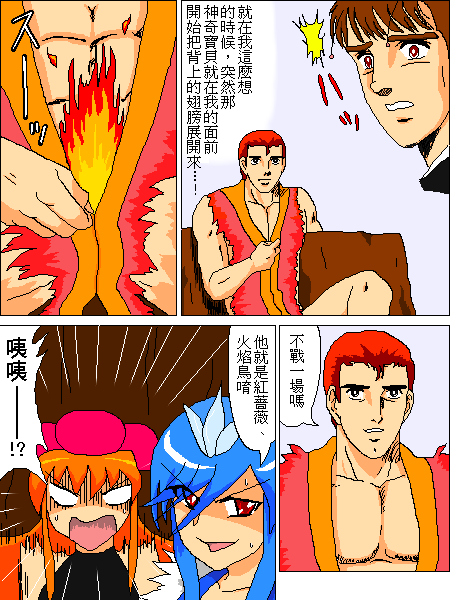 就在我這麼想
的時候，突然那
神奇寶貝就在我的面前
開始把背上的翅膀展開來…！
スーッ
不戰一場嗎
他就是紅薔薇、
火焰鳥唷
咦咦——！？